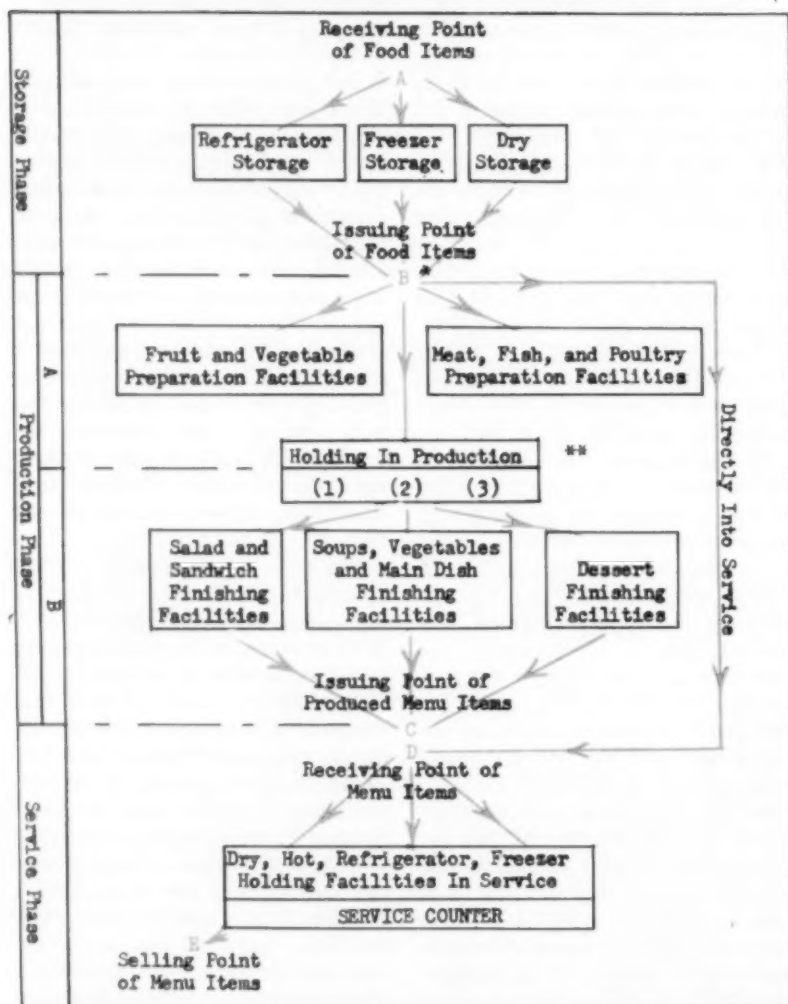 Receiving Point
of Food Items
A
Refrigerator
Storage
Freezer
Storage
Dry
Storage
Storage Phase
Issuing Point
of Food Items
B *
Fruit and Vegetable
Preparation Facilities
Meat, Fish, and Poultry
Preparation Facilities
A
Production Phase
B
Directly Into Service
Holding In Production
**
(1) (2) (3)
Salad and
Sandwich
Finishing
Facilities
Soups, Vegetables
and Main Dish
Finishing
Facilities
Dessert
Finishing
Facilities
Issuing Point of
Produced Menu Items
C
D
Receiving Point of
Menu Items
Service Phase
Dry, Hot, Refrigerator, Freezer
Holding Facilities In Service
SERVICE COUNTER
E
Selling Point
of Menu Items